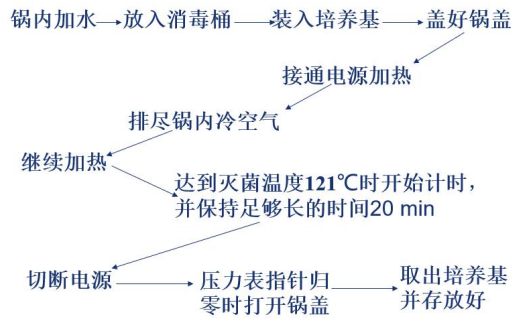 锅内加水 放入消毒桶 装入培养基 盖好锅盖
接通电源加热
排尽锅内冷空气
继续加热
达到灭菌温度121℃时开始计时，
并保持足够长的时间20 min
切断电源
压力表指针归
零时打开锅盖
取出培养基
并存放好